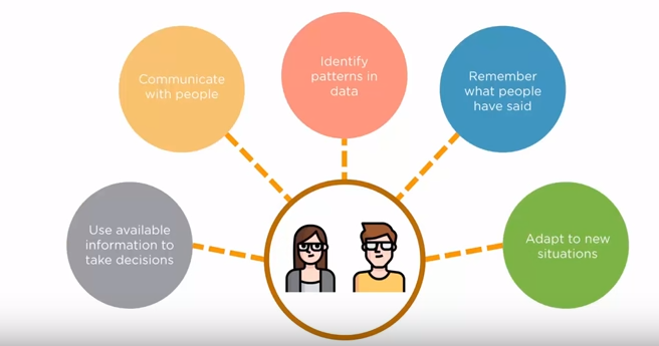 Use available
information to
take decisions
Communicate
with people
Identify
patterns in
data
Remember
what people
have said
Adapt to new
situations